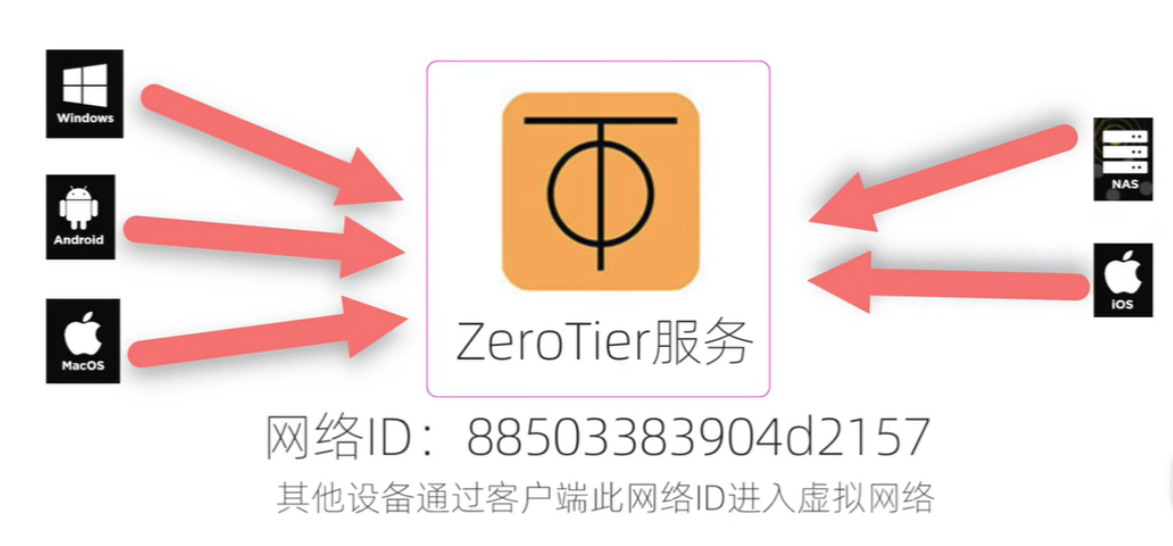 Windows
Android
MacOS
ZeroTier服务
NAS
iOS
网络ID：88503383904d2157
其他设备通过客户端此网络ID进入虚拟网络